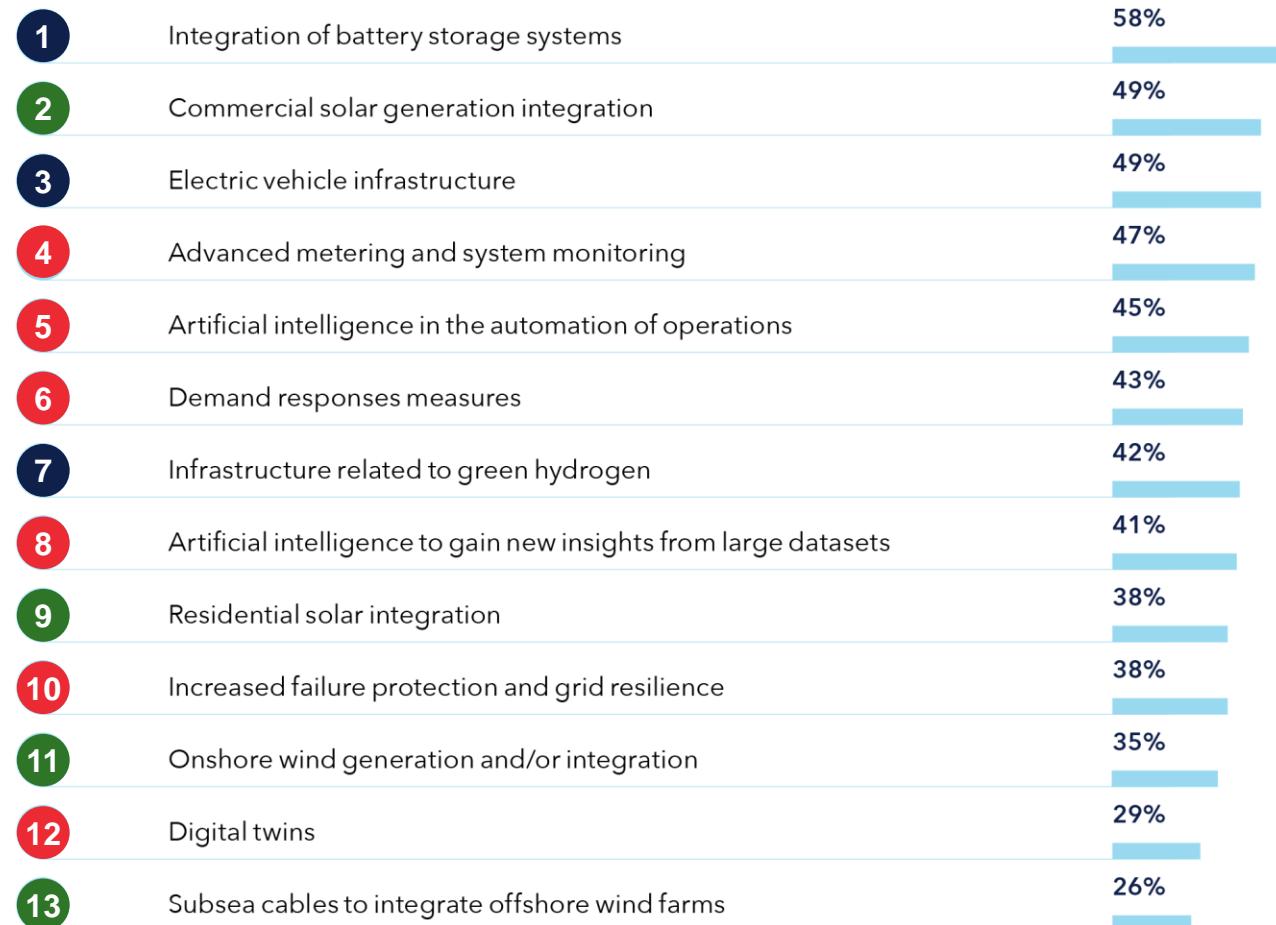 1 Integration of battery storage systems 58%
2 Commercial solar generation integration 49%
3 Electric vehicle infrastructure 49%
4 Advanced metering and system monitoring 47%
5 Artificial intelligence in the automation of operations 45%
6 Demand responses measures 43%
7 Infrastructure related to green hydrogen 42%
8 Artificial intelligence to gain new insights from large datasets 41%
9 Residential solar integration 38%
10 Increased failure protection and grid resilience 38%
11 Onshore wind generation and/or integration 35%
12 Digital twins 29%
13 Subsea cables to integrate offshore wind farms 26%